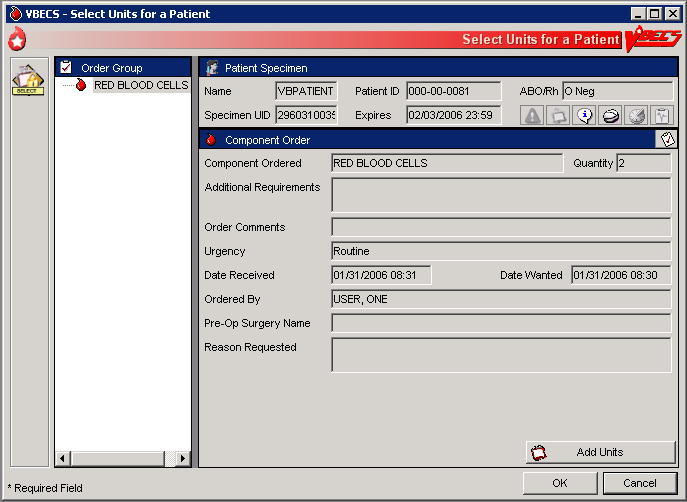 VBECS - Select Units for a Patient
Select Units for a Patient VBECS
Order Group
RED BLOOD CELLS
SELECT
Patient Specimen
Name VBPATIENT Patient ID 000-00-0081 ABO/Rh O Neg
Specimen UID 2960310035 Expires 02/03/2006 23:59
Component Order
Component Ordered RED BLOOD CELLS Quantity 2
Additional Requirements
Order Comments
Urgency Routine
Date Received 01/31/2006 08:31 Date Wanted 01/31/2006 08:30
Ordered By USER, ONE
Pre-Op Surgery Name
Reason Requested
Add Units
* Required Field
OK Cancel